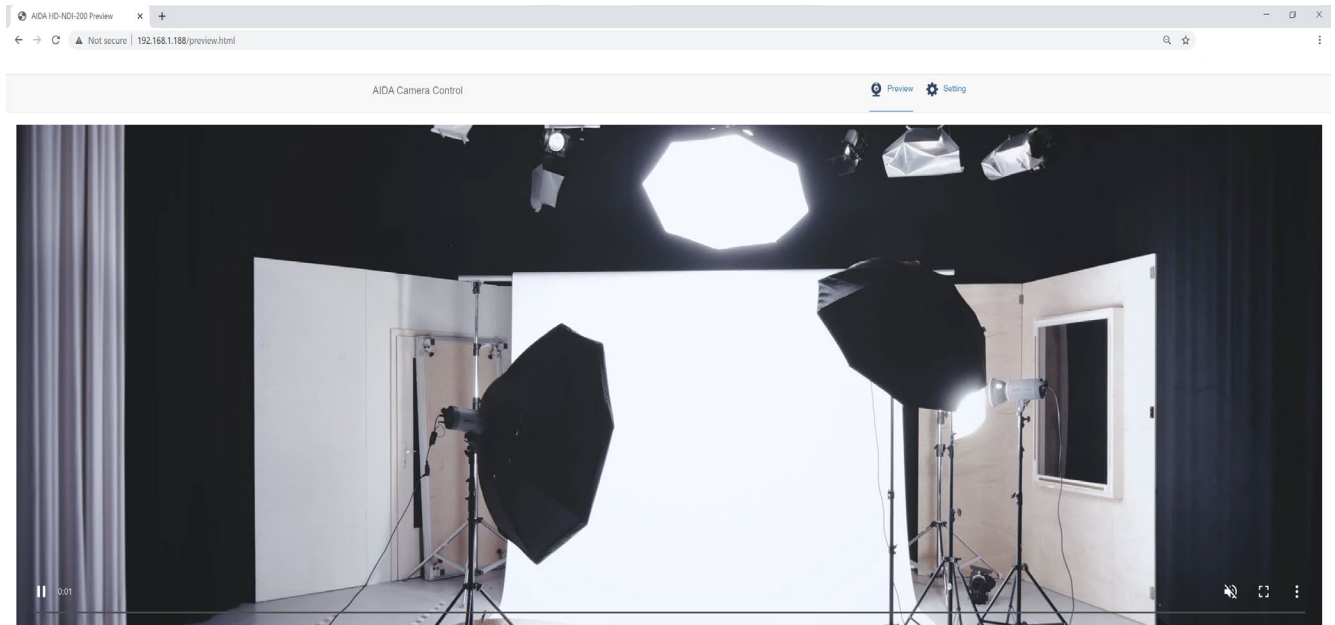 AIDA HD-NDI-200 Preview
Not secure 192.168.1.188/preview.html
AIDA Camera Control Preview Setting
0:01